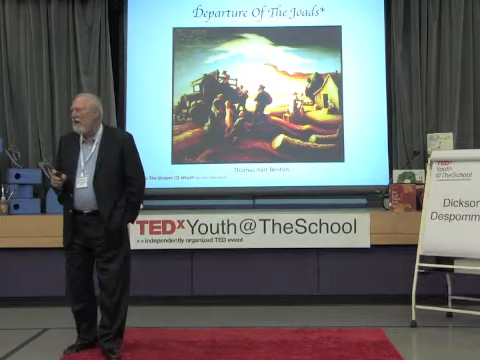 Departure Of The Joads*
Thomas Hart Benton
TEDxYouth@TheSchool
x = independently organized TED event
TEDx
Youth@TheSchool
Dickson
Despomm